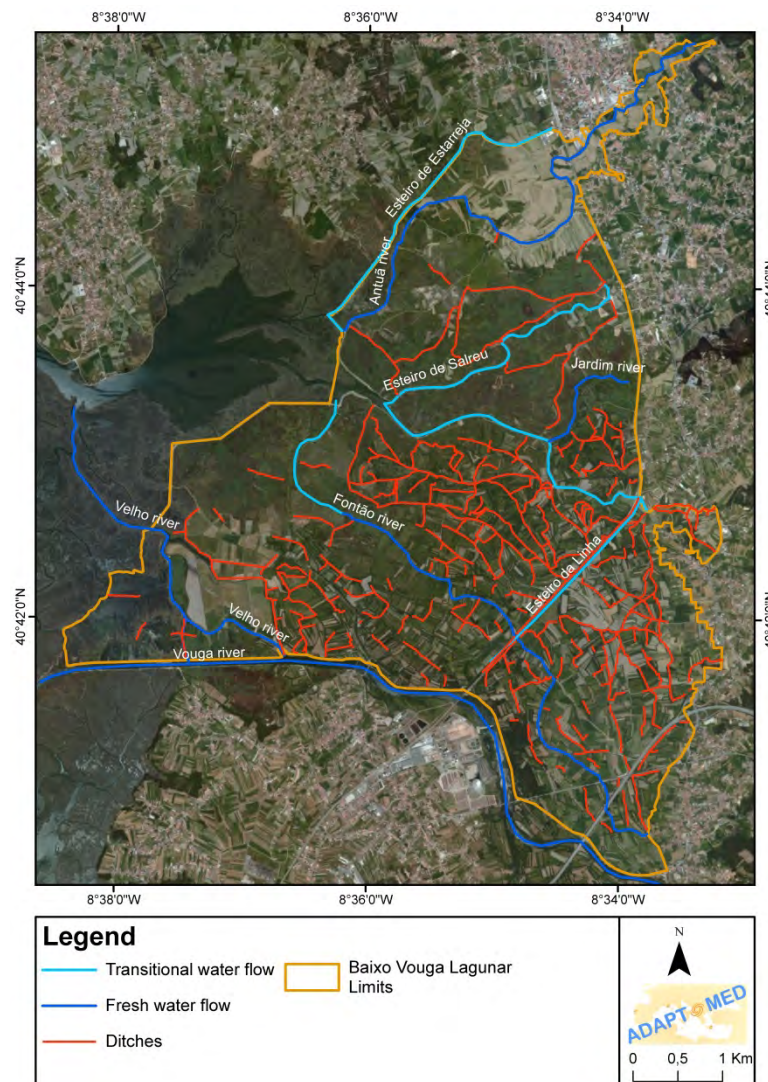 8°38'0"W 8°36'0"W 8°34'0"W
Esteiro de Estarreja
Antuã river
40°44'0"N
Esteiro de Salreu
Jardim river
Velho river
Fontão river
Esteiro da Linha
40°42'0"N
Velho river
Vouga river
8°38'0"W 8°36'0"W 8°34'0"W
Legend
Transitional water flow
Fresh water flow
Ditches
Baixo Vouga Lagunar
Limits
N
ADAPT MED
0 0,5 1 Km